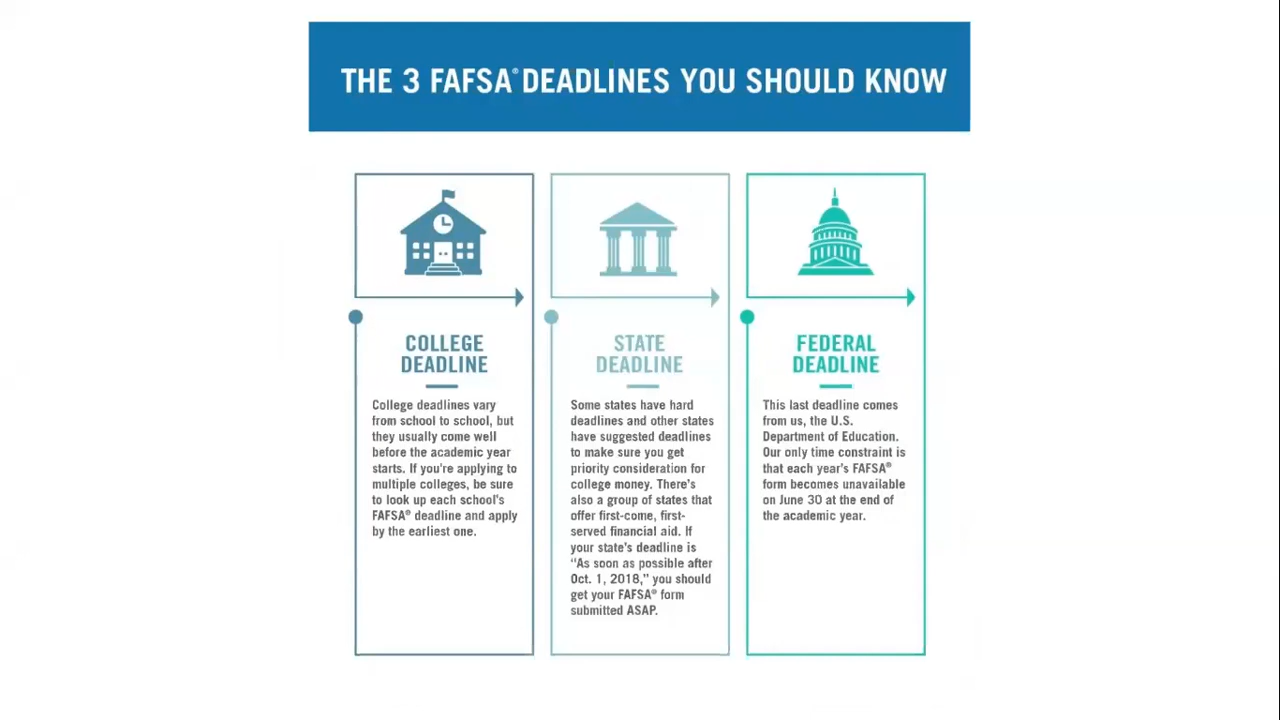 THE 3 FAFSA® DEADLINES YOU SHOULD KNOW
COLLEGE
DEADLINE
College deadlines vary
from school to school, but
they usually come well
before the academic year
starts. If you're applying to
multiple colleges, be sure
to look up each school's
FAFSA® deadline and apply
by the earliest one.
STATE
DEADLINE
Some states have hard
deadlines and other states
have suggested deadlines
to make sure you get
priority consideration for
college money. There's
also a group of states that
offer first-come, first-
served financial aid. If
your state's deadline is
"As soon as possible after
Oct. 1, 2018," you should
get your FAFSA® form
submitted ASAP.
FEDERAL
DEADLINE
This last deadline comes
from us, the U.S.
Department of Education.
Our only time constraint is
that each year's FAFSA®
form becomes unavailable
on June 30 at the end of
the academic year.